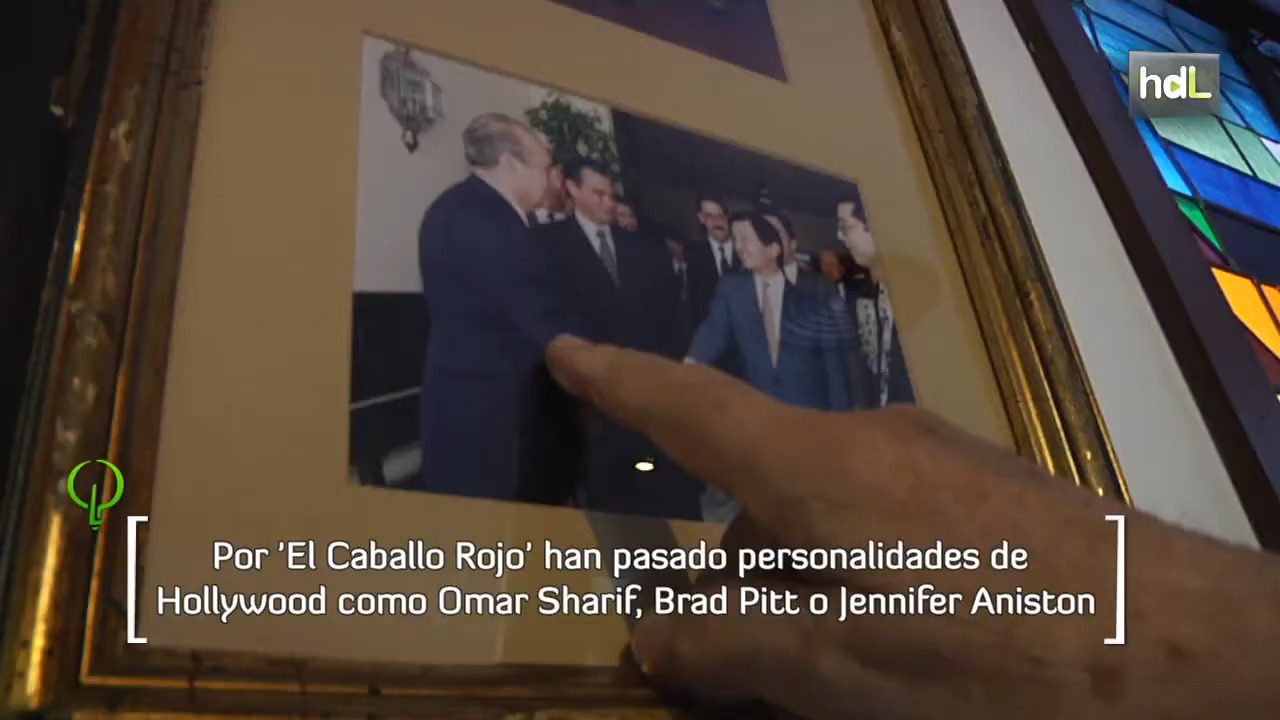 hdL
Por 'El Caballo Rojo' han pasado personalidades de
Hollywood como Omar Sharif, Brad Pitt o Jennifer Aniston